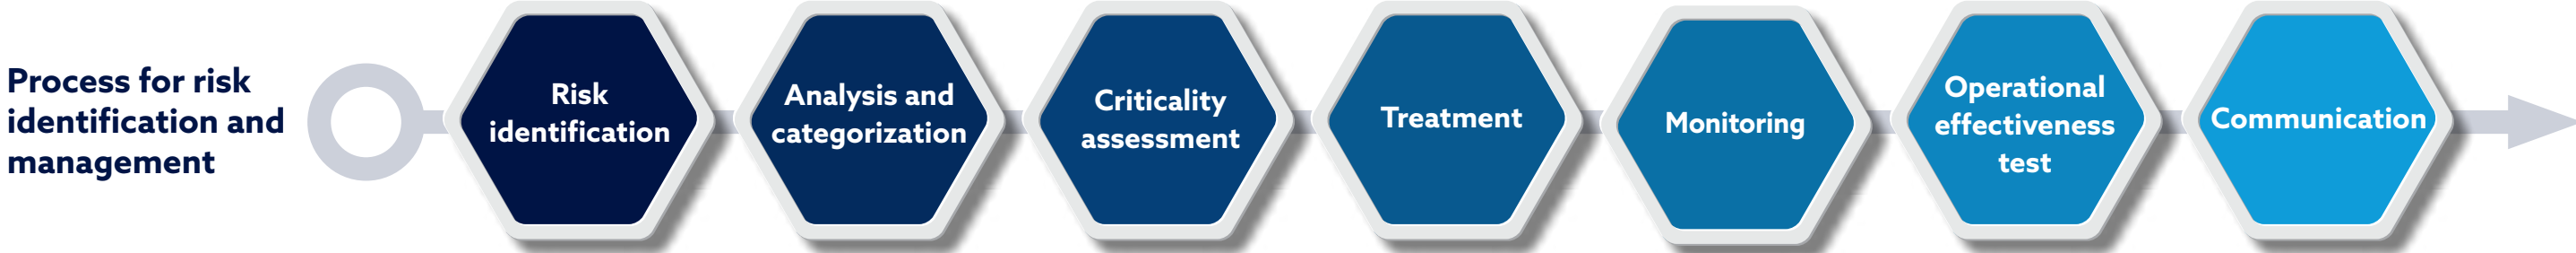 Process for risk
identification and
management
Risk
identification
Analysis and
categorization
Criticality
assessment
Treatment
Monitoring
Operational
effectiveness
test
Communication